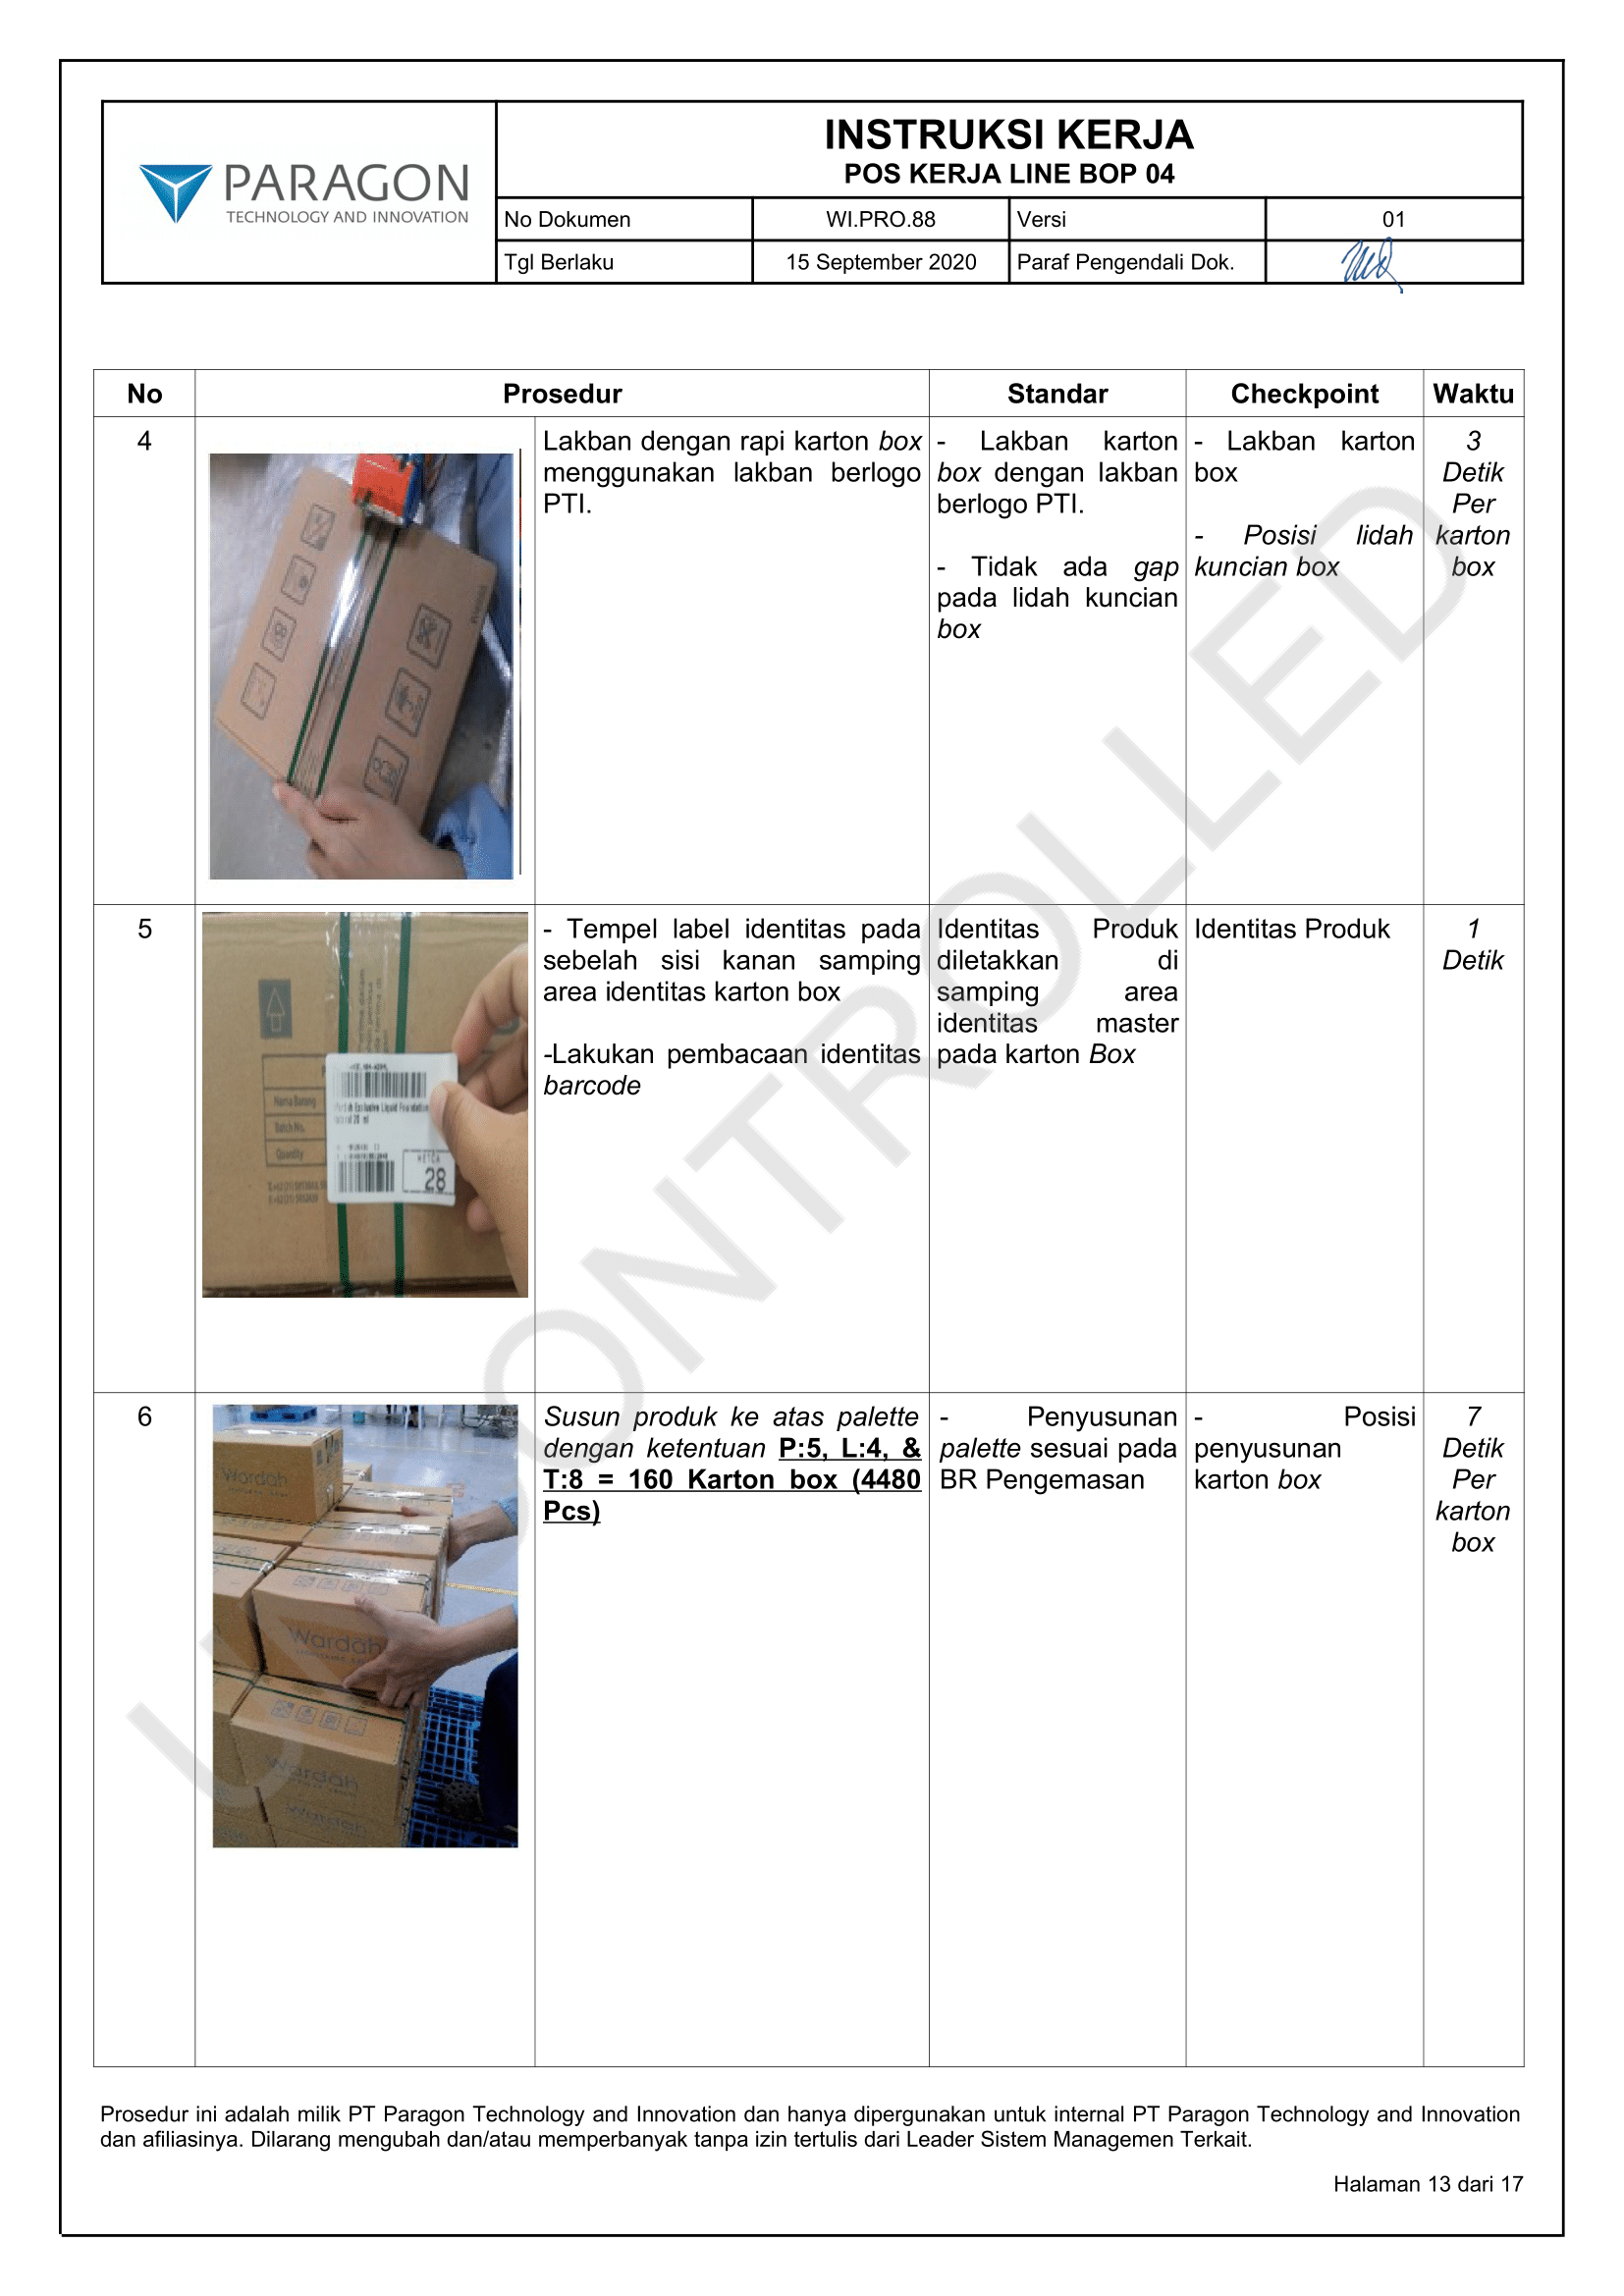 PARAGON
TECHNOLOGY AND INNOVATION
INSTRUKSI KERJA
POS KERJA LINE BOP 04
No Dokumen WI.PRO.88 Versi 01
Tgl Berlaku 15 September 2020 Paraf Pengendali Dok.
No Prosedur Standar Checkpoint Waktu
4
Lakban dengan rapi karton box
menggunakan lakban berlogo
PTI.
- Lakban karton
box dengan lakban
berlogo PTI.
- Tidak ada gap
pada lidah kuncian
box
- Lakban karton
box
- Posisi lidah
kuncian box
3
Detik
Per
karton
box
5
Nama Barang
Batch No.
Quantity
28
- Tempel label identitas pada
sebelah sisi kanan samping
area identitas karton box
-Lakukan pembacaan identitas
barcode
Identitas Produk
diletakkan di
samping area
identitas master
pada karton Box
Identitas Produk
1
Detik
6
Wardah
Wardah
Wardah
Wardah
Susun produk ke atas palette
dengan ketentuan P:5, L:4, &
T:8 = 160 Karton box (4480
Pcs)
- Penyusunan
palette sesuai pada
BR Pengemasan
- Posisi
penyusunan
karton box
7
Detik
Per
karton
box
UNCONTROLLED
Prosedur ini adalah milik PT Paragon Technology and Innovation dan hanya dipergunakan untuk internal PT Paragon Technology and Innovation
dan afiliasinya. Dilarang mengubah dan/atau memperbanyak tanpa izin tertulis dari Leader Sistem Managemen Terkait.
Halaman 13 dari 17